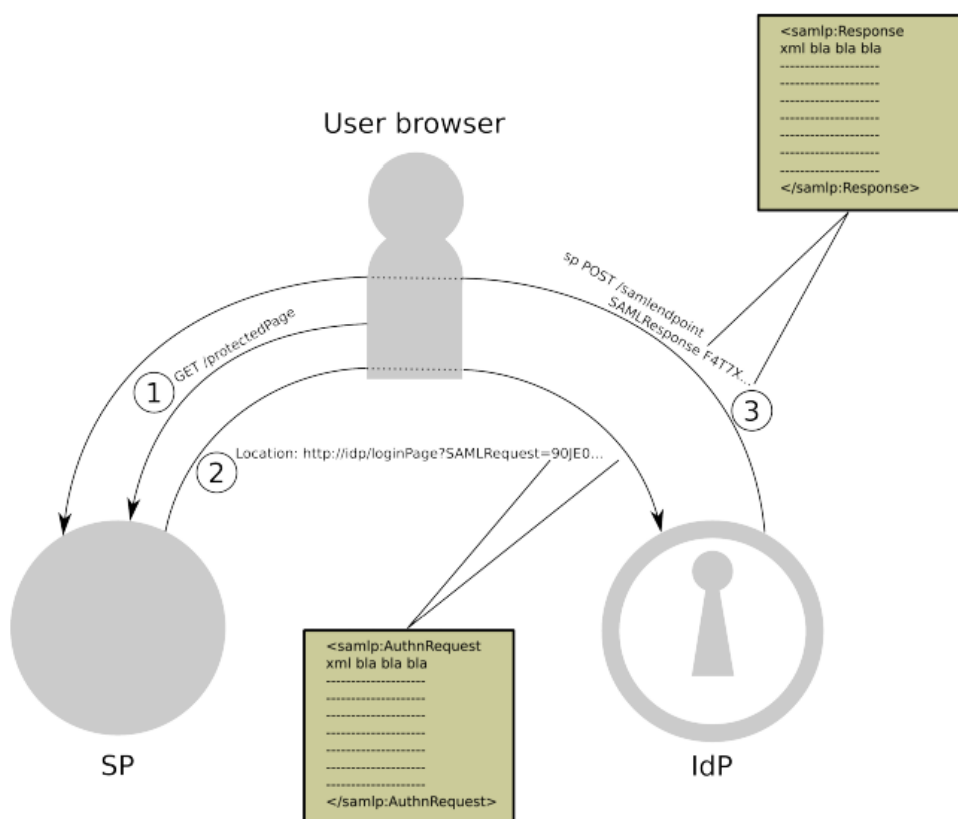 <samlp:Response
xml bla bla bla
---------------------
---------------------
---------------------
---------------------
---------------------
---------------------
---------------------
</samlp:Response>
User browser
sp POST /samlendpoint
SAMLResponse F4T7X...
1
GET /protectedPage
3
2
Location: http://idp/loginPage?SAMLRequest=90JE0...
<samlp:AuthnRequest
xml bla bla bla
---------------------
---------------------
---------------------
---------------------
---------------------
---------------------
---------------------
</samlp:AuthnRequest>
SP
IdP